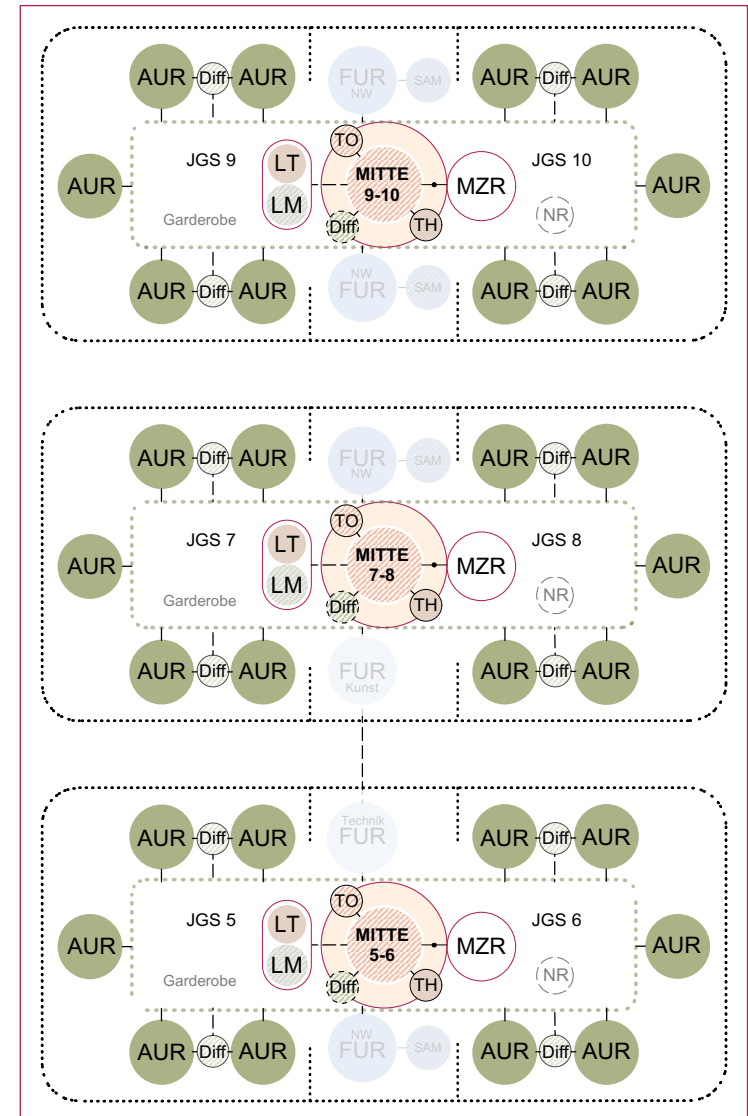 AUR Diff AUR FUR SAM AUR Diff AUR
NW
TO
JGS 9 LT MITTE JGS 10
AUR 9-10 MZR AUR
LM
Garderobe Diff TH NR
NW
AUR Diff AUR FUR SAM AUR Diff AUR
AUR Diff AUR FUR SAM AUR Diff AUR
NW
TO
JGS 7 LT MITTE JGS 8
AUR 7-8 MZR AUR
LM
Garderobe Diff TH NR
AUR Diff AUR FUR AUR Diff AUR
Kunst
Technik
AUR Diff AUR FUR AUR Diff AUR
TO
JGS 5 LT MITTE JGS 6
AUR 5-6 MZR AUR
LM
Garderobe Diff TH NR
NW
AUR Diff AUR FUR SAM AUR Diff AUR